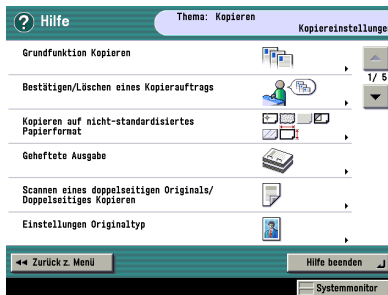 Hilfe
Thema: Kopieren
Kopiereinstellunge
Grundfunktion Kopieren
1/ 5
Bestätigen/Löschen eines Kopierauftrags
Kopieren auf nicht-standardisiertes
Papierformat
Geheftete Ausgabe
Scannen eines doppelseitigen Originals/
Doppelseitiges Kopieren
Einstellungen Originaltyp
Zurück z. Menü
Hilfe beenden
Systemmonitor